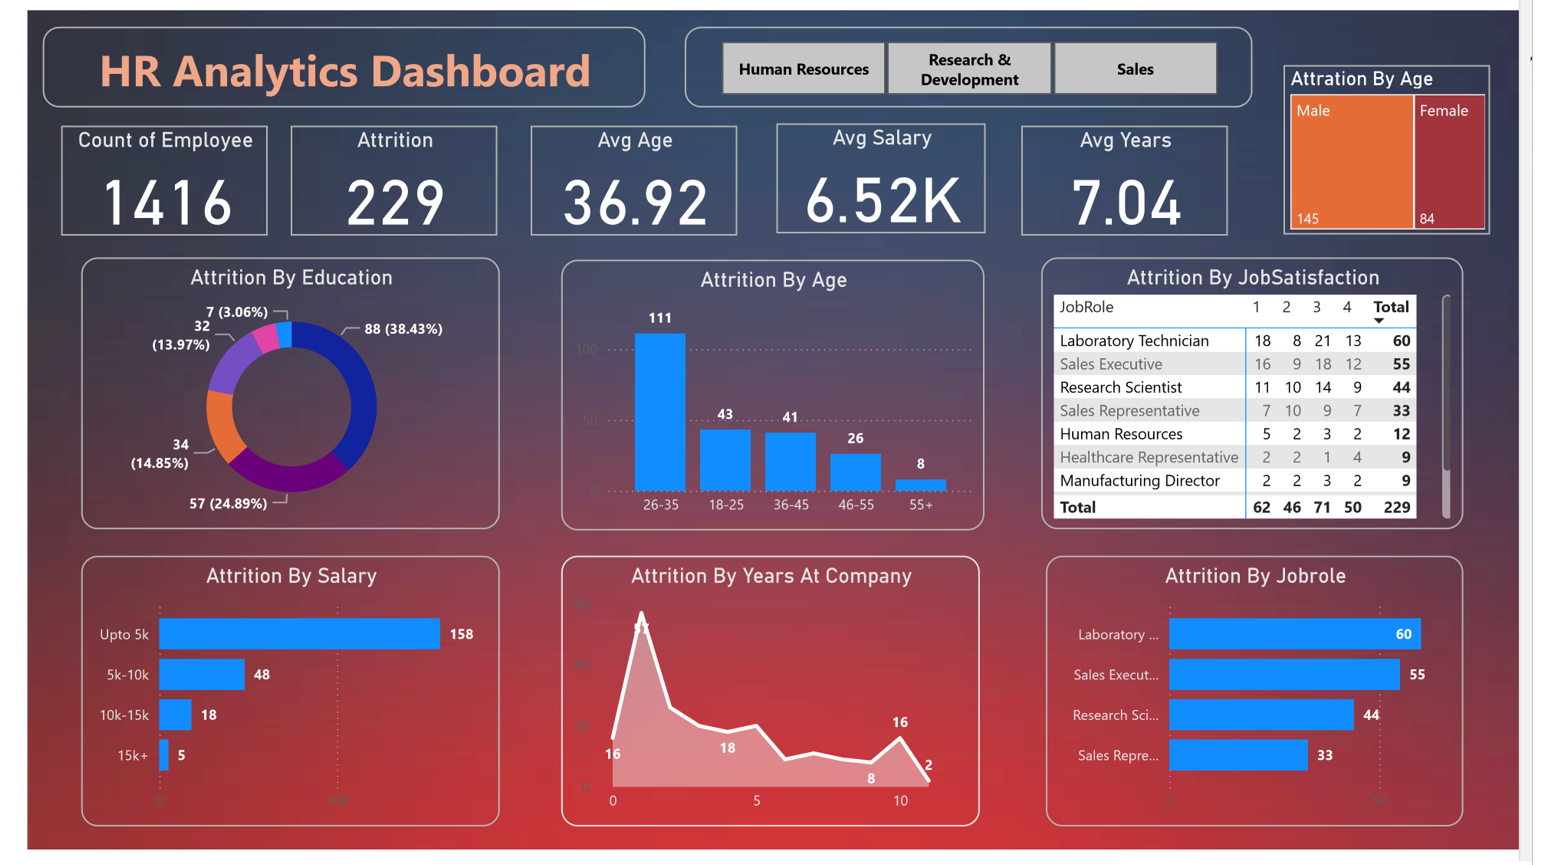 HR Analytics Dashboard
Human Resources
Research &
Development
Sales
Attration By Age
Male
Female
145
84
Count of Employee
1416
Attrition
229
Avg Age
36.92
Avg Salary
6.52K
Avg Years
7.04
Attrition By Education
7 (3.06%)
32
(13.97%)
88 (38.43%)
34
(14.85%)
57 (24.89%)
Attrition By Age
100
50
0
111
43
41
26
8
26-35 18-25 36-45 46-55 55+
Attrition By JobSatisfaction
JobRole 1 2 3 4 Total
Laboratory Technician 18 8 21 13 60
Sales Executive 16 9 18 12 55
Research Scientist 11 10 14 9 44
Sales Representative 7 10 9 7 33
Human Resources 5 2 3 2 12
Healthcare Representative 2 2 1 4 9
Manufacturing Director 2 2 3 2 9
Total 62 46 71 50 229
Attrition By Salary
Upto 5k 158
5k-10k 48
10k-15k 18
15k+ 5
0 100
Attrition By Years At Company
60
40
20
0
57
16
18
8
16
2
0 5 10
Attrition By Jobrole
Laboratory ... 60
Sales Execut... 55
Research Sci... 44
Sales Repre... 33
0 50